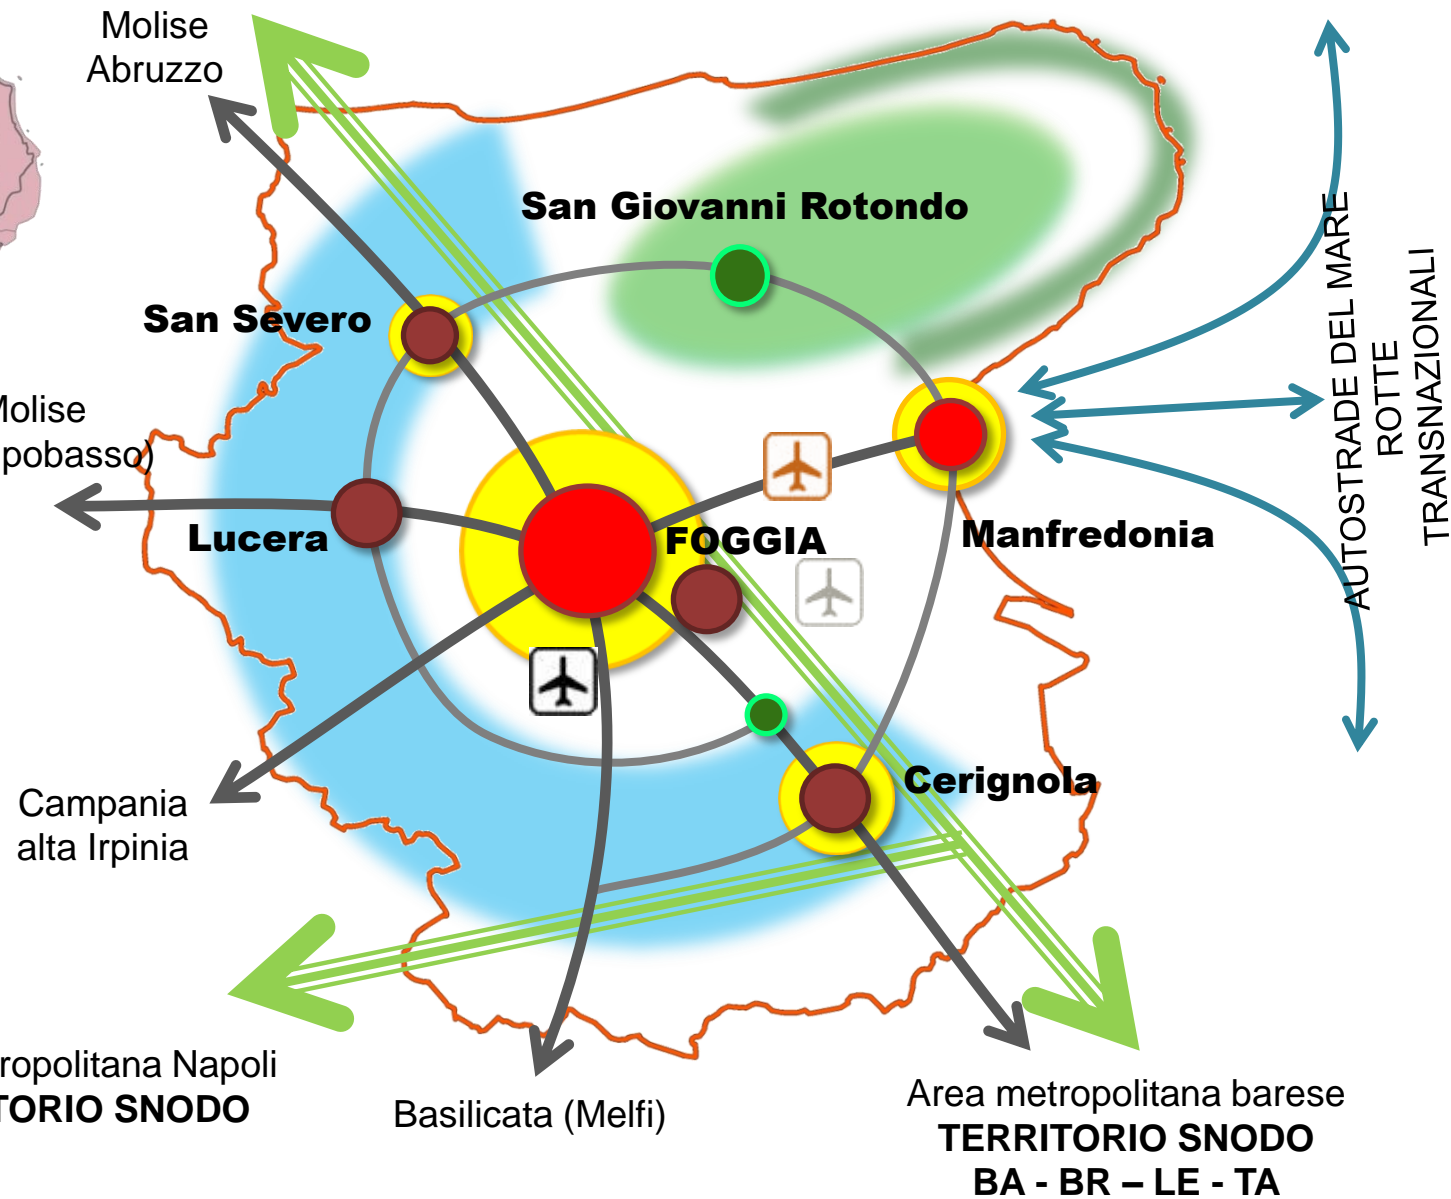 Molise
Abruzzo
San Giovanni Rotondo
San Severo
Molise
pobasso)
Lucera
FOGGIA
Manfredonia
AUTOSTRADE DEL MARE
ROTTE
TRANSNAZIONALI
Cerignola
Campania
alta Irpinia
ropolitana Napoli
TORIO SNODO
Basilicata (Melfi)
Area metropolitana barese
TERRITORIO SNODO
BA - BR – LE - TA